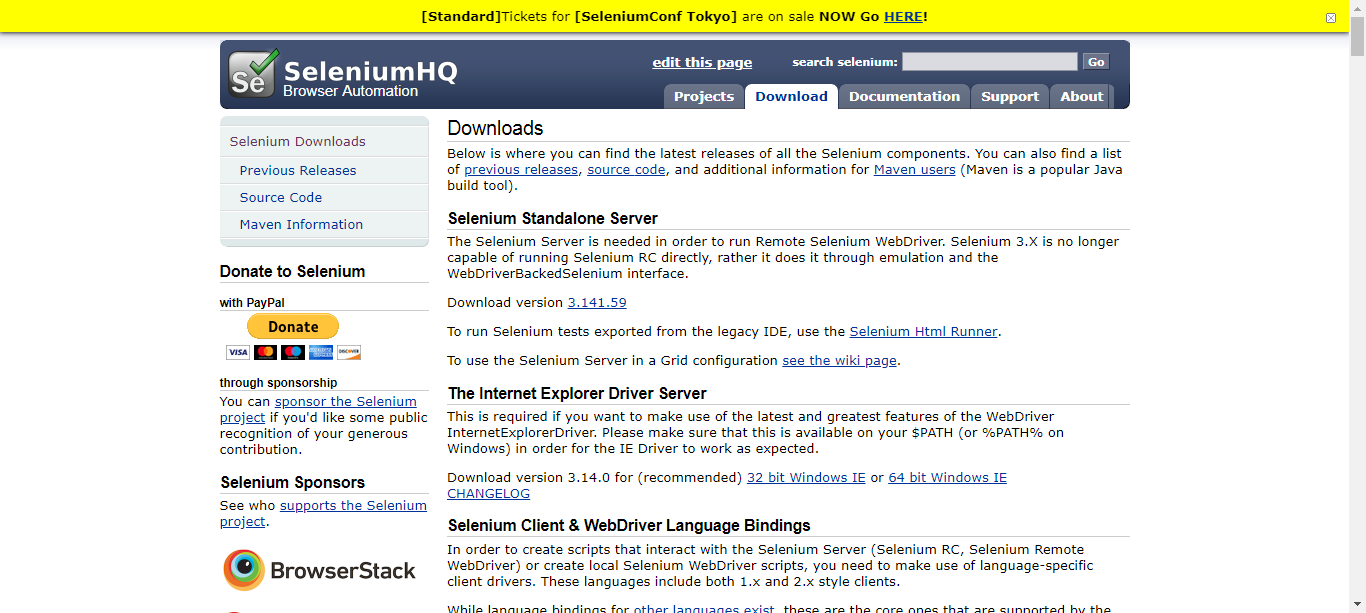 [Standard]Tickets for [SeleniumConf Tokyo] are on sale NOW Go HERE!
Se
SeleniumHQ
Browser Automation
edit this page
search selenium:
Go
Projects
Download
Documentation
Support
About
Selenium Downloads
Previous Releases
Source Code
Maven Information
Donate to Selenium
with PayPal
Donate
VISA
DISCOVER
through sponsorship
You can sponsor the Selenium
project if you'd like some public
recognition of your generous
contribution.
Selenium Sponsors
See who supports the Selenium
project.
BrowserStack
Downloads
Below is where you can find the latest releases of all the Selenium components. You can also find a list
of previous releases, source code, and additional information for Maven users (Maven is a popular Java
build tool).
Selenium Standalone Server
The Selenium Server is needed in order to run Remote Selenium WebDriver. Selenium 3.X is no longer
capable of running Selenium RC directly, rather it does it through emulation and the
WebDriverBackedSelenium interface.
Download version 3.141.59
To run Selenium tests exported from the legacy IDE, use the Selenium Html Runner.
To use the Selenium Server in a Grid configuration see the wiki page.
The Internet Explorer Driver Server
This is required if you want to make use of the latest and greatest features of the WebDriver
InternetExplorerDriver. Please make sure that this is available on your $PATH (or %PATH% on
Windows) in order for the IE Driver to work as expected.
Download version 3.14.0 for (recommended) 32 bit Windows IE or 64 bit Windows IE
CHANGELOG
Selenium Client & WebDriver Language Bindings
In order to create scripts that interact with the Selenium Server (Selenium RC, Selenium Remote
WebDriver) or create local Selenium WebDriver scripts, you need to make use of language-specific
client drivers. These languages include both 1.x and 2.x style clients.
While language bindings for other languages exist, these are the core ones that are supported by the